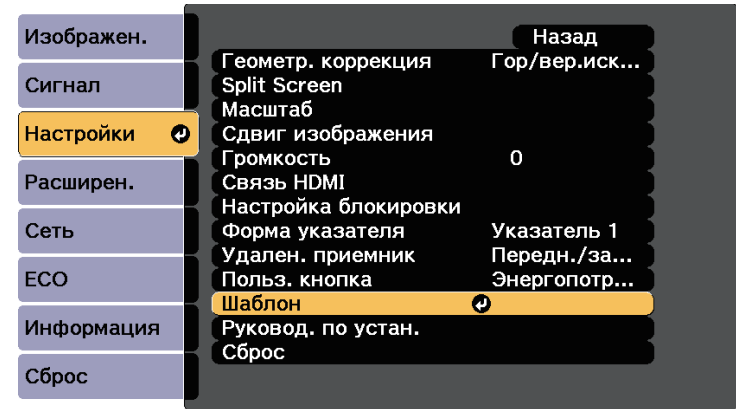 Изображен.
Сигнал
Настройки
Расширен.
Сеть
ECO
Информация
Сброс
Назад
Геометр. коррекция Гор/вер.иск...
Split Screen
Масштаб
Сдвиг изображения
Громкость 0
Связь HDMI
Настройка блокировки
Форма указателя Указатель 1
Удален. приемник Передн./за...
Польз. кнопка Энергопотр...
Шаблон
Руковод. по устан.
Сброс